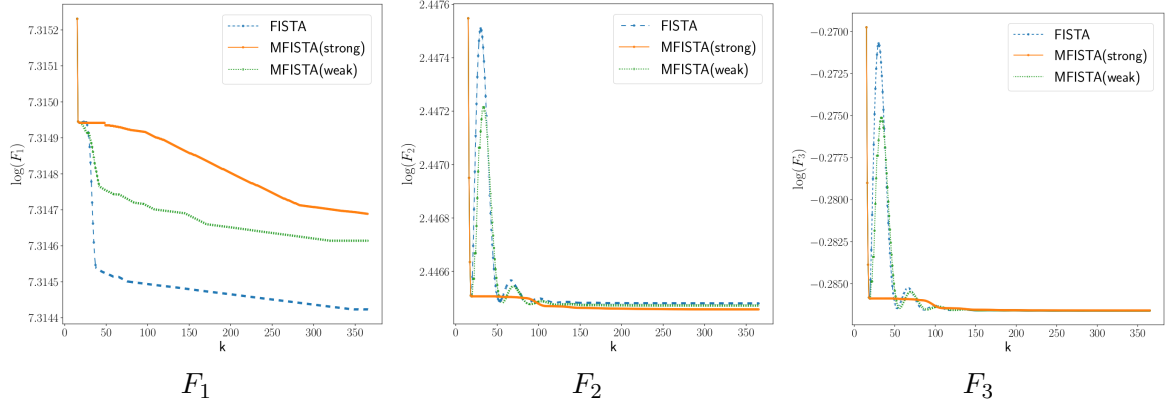 7.3152
7.3151
7.3150
7.3149
7.3148
7.3147
7.3146
7.3145
7.3144
log(F₁)
FISTA
MFISTA(strong)
MFISTA(weak)
0 50 100 150 200 250 300 350
k
F₁
2.4476
2.4474
2.4472
2.4470
2.4468
2.4466
log(F₂)
FISTA
MFISTA(strong)
MFISTA(weak)
0 50 100 150 200 250 300 350
k
F₂
−0.2700
−0.2725
−0.2750
−0.2775
−0.2800
−0.2825
−0.2850
log(F₃)
FISTA
MFISTA(strong)
MFISTA(weak)
0 50 100 150 200 250 300 350
k
F₃